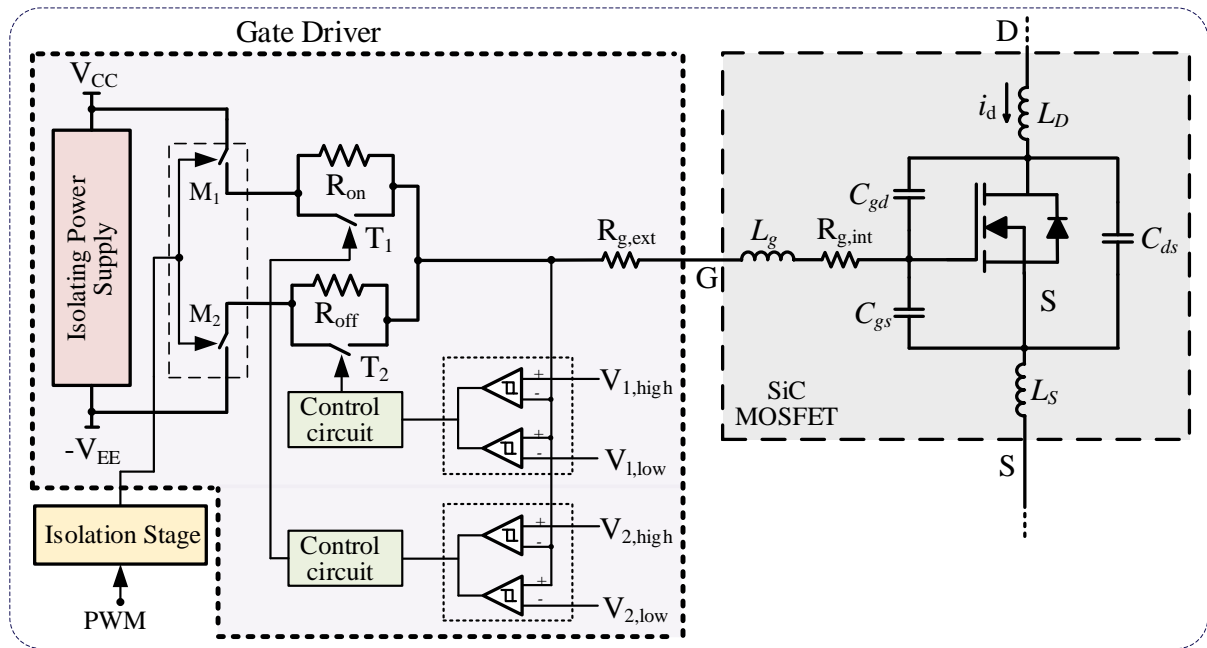 Gate Driver
D
V_CC
i_d
L_D
Isolating Power
Supply
M_1
R_on
T_1
C_gd
C_ds
R_g,ext
L_g
R_g,int
G
M_2
R_off
T_2
S
C_gs
+
-
V_1,high
Control
circuit
+
-
V_1,low
SiC
MOSFET
L_S
-V_EE
S
Isolation Stage
+
-
V_2,high
Control
circuit
+
-
V_2,low
PWM